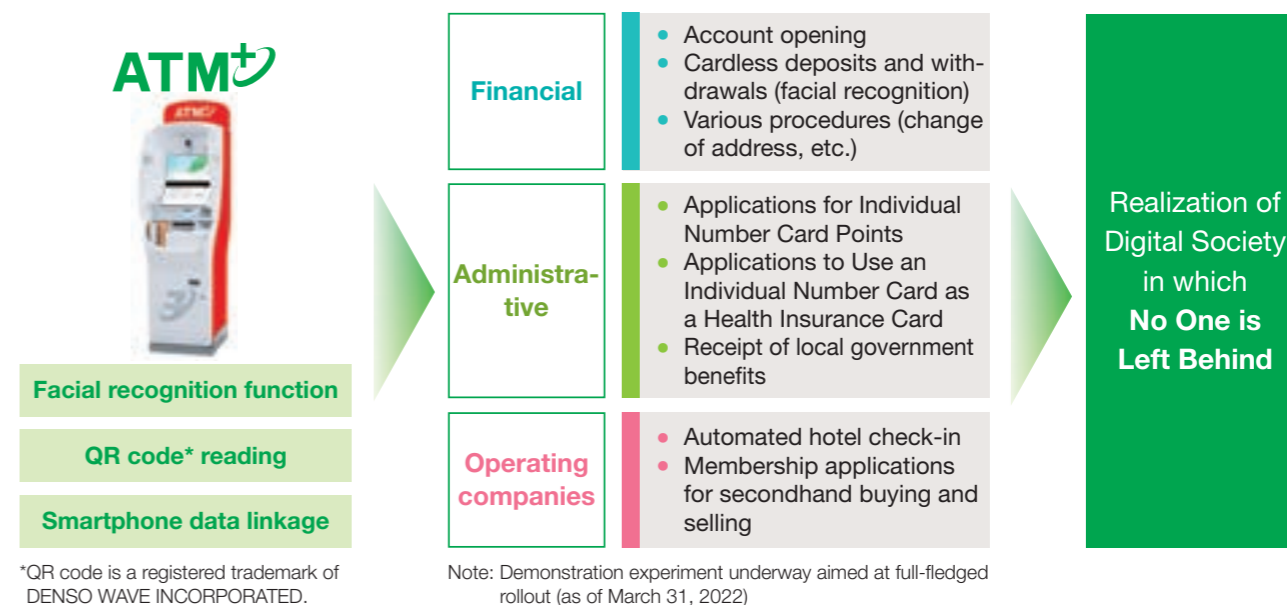 ATM+
ATM+
Facial recognition function
QR code* reading
Smartphone data linkage
*QR code is a registered trademark of
DENSO WAVE INCORPORATED.
Financial
• Account opening
• Cardless deposits and with-
drawals (facial recognition)
• Various procedures (change
of address, etc.)
Administra-
tive
• Applications for Individual
Number Card Points
• Applications to Use an
Individual Number Card as
a Health Insurance Card
• Receipt of local government
benefits
Operating
companies
• Automated hotel check-in
• Membership applications
for secondhand buying and
selling
Note: Demonstration experiment underway aimed at full-fledged
rollout (as of March 31, 2022)
Realization of
Digital Society
in which
No One is
Left Behind